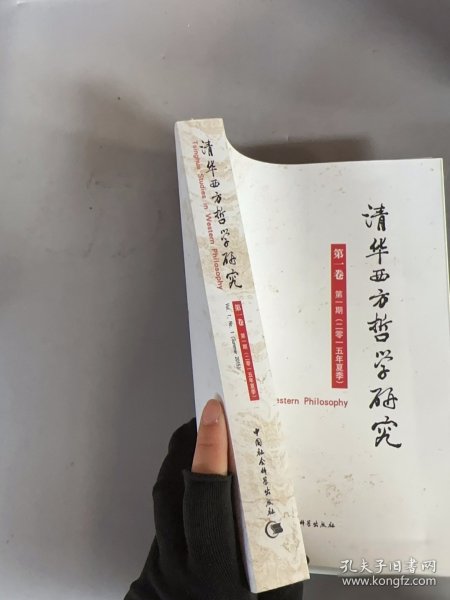 清华西方哲学研究
Tsinghua Studies in Western Philosophy
第一卷 第一期（二零一五年夏季）
Vol. 1, No. 1 (Summer 2015)
中国社会科学出版社
清华西方哲学研究
第一卷 第一期（二零一五年夏季）
estern Philosophy
科学出版社
孔夫子旧书网
www.kongfz.com